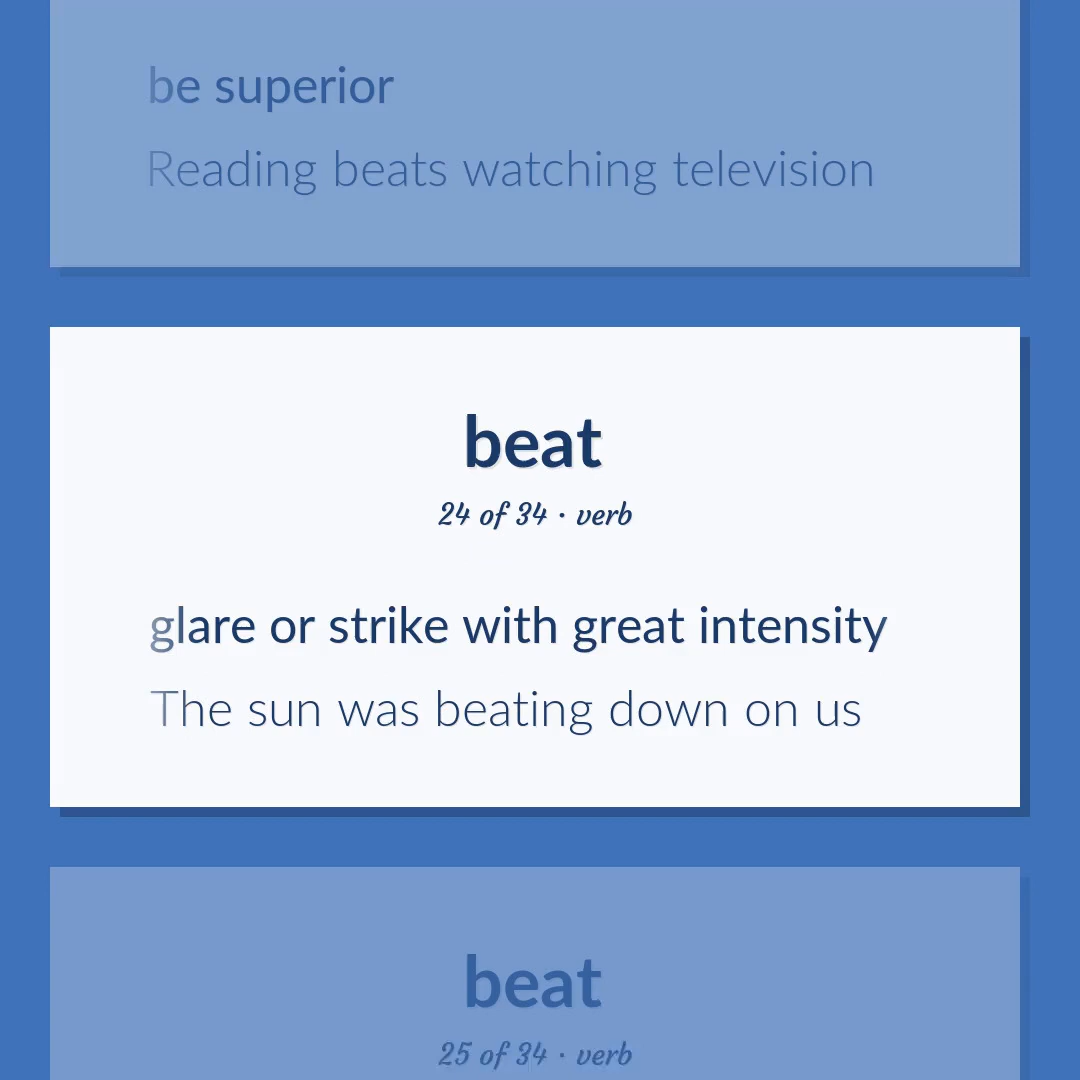 be superior
Reading beats watching television
beat
24 of 34 · verb
glare or strike with great intensity
The sun was beating down on us
beat
25 of 34 · verb